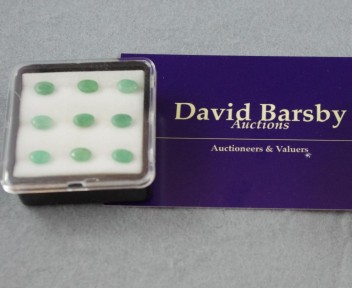 David Barsby
Auctions
Auctioneers & Valuers